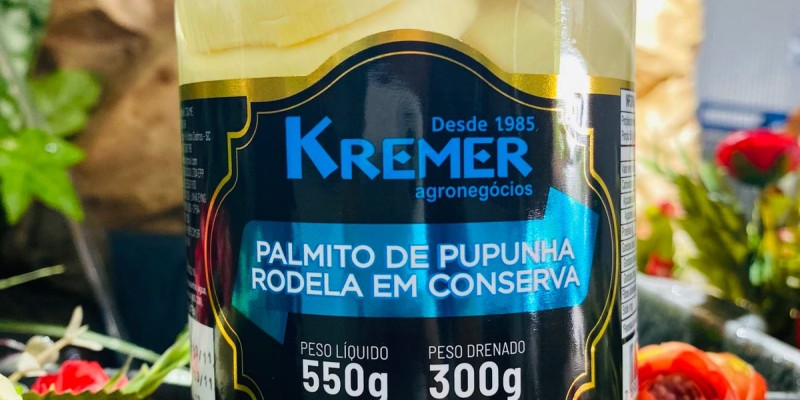 Desde 1985
KREMER
agronegócios
PALMITO DE PUPUNHA
RODELA EM CONSERVA
PESO LÍQUIDO
550g
PESO DRENADO
300g